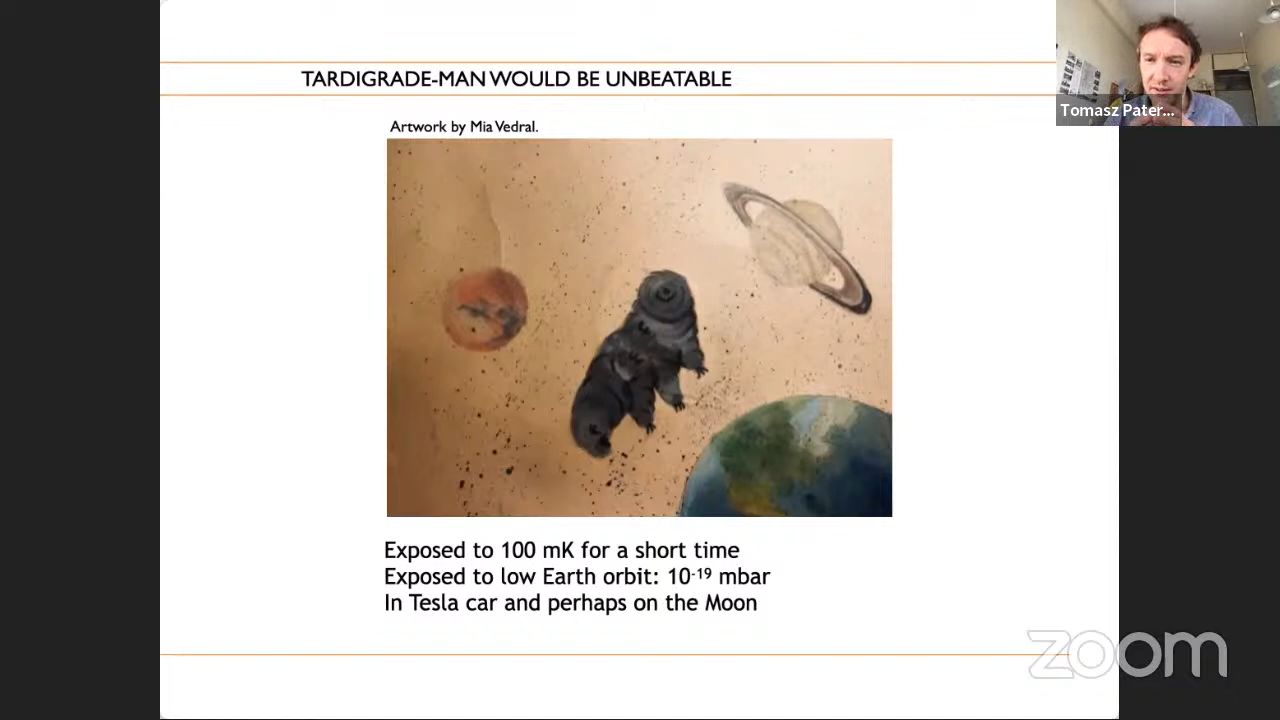 TARDIGRADE-MAN WOULD BE UNBEATABLE
Tomasz Pater...
Artwork by Mia Vedral.
Exposed to 100 mK for a short time
Exposed to low Earth orbit: 10⁻¹⁹ mbar
In Tesla car and perhaps on the Moon
zoom